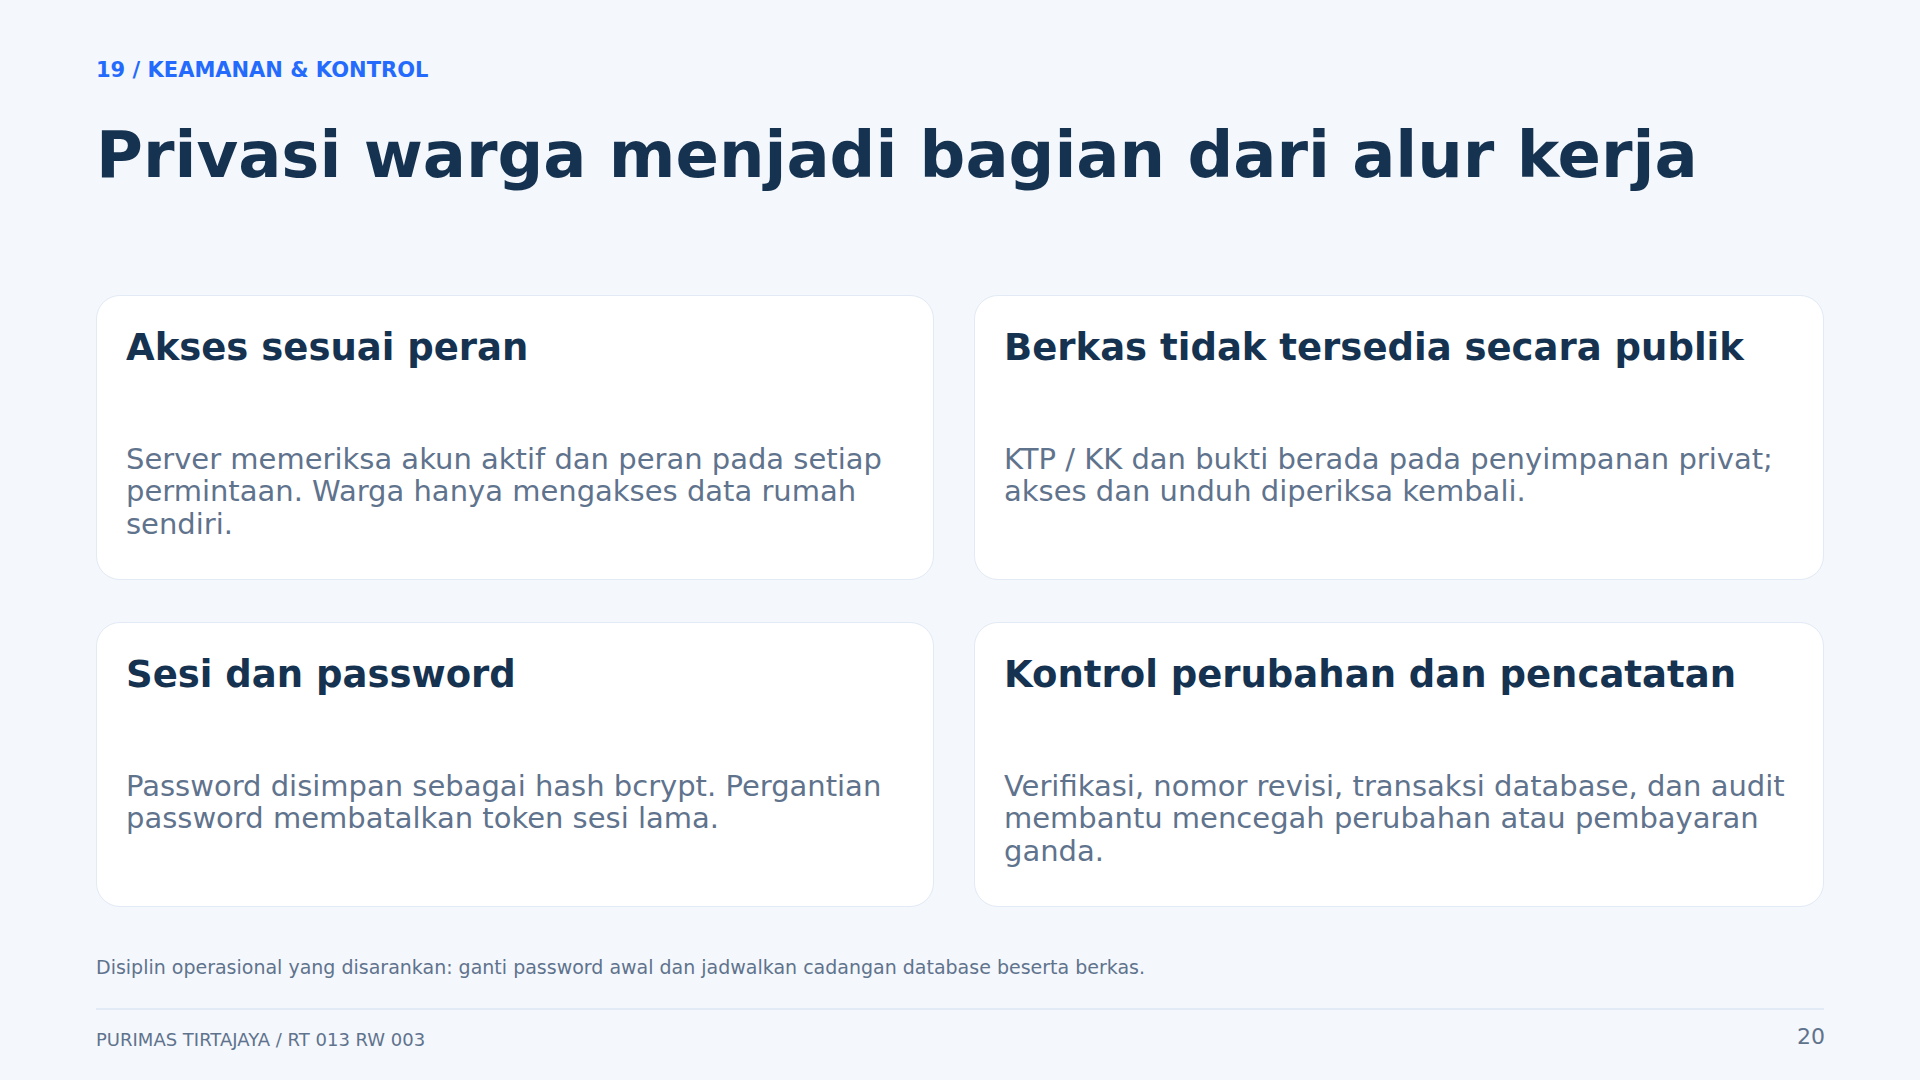 19 / KEAMANAN & KONTROL
Privasi warga menjadi bagian dari alur kerja
Akses sesuai peran
Server memeriksa akun aktif dan peran pada setiap
permintaan. Warga hanya mengakses data rumah
sendiri.
Berkas tidak tersedia secara publik
KTP / KK dan bukti berada pada penyimpanan privat;
akses dan unduh diperiksa kembali.
Sesi dan password
Password disimpan sebagai hash bcrypt. Pergantian
password membatalkan token sesi lama.
Kontrol perubahan dan pencatatan
Verifikasi, nomor revisi, transaksi database, dan audit
membantu mencegah perubahan atau pembayaran
ganda.
Disiplin operasional yang disarankan: ganti password awal dan jadwalkan cadangan database beserta berkas.
PURIMAS TIRTAJAYA / RT 013 RW 003
20